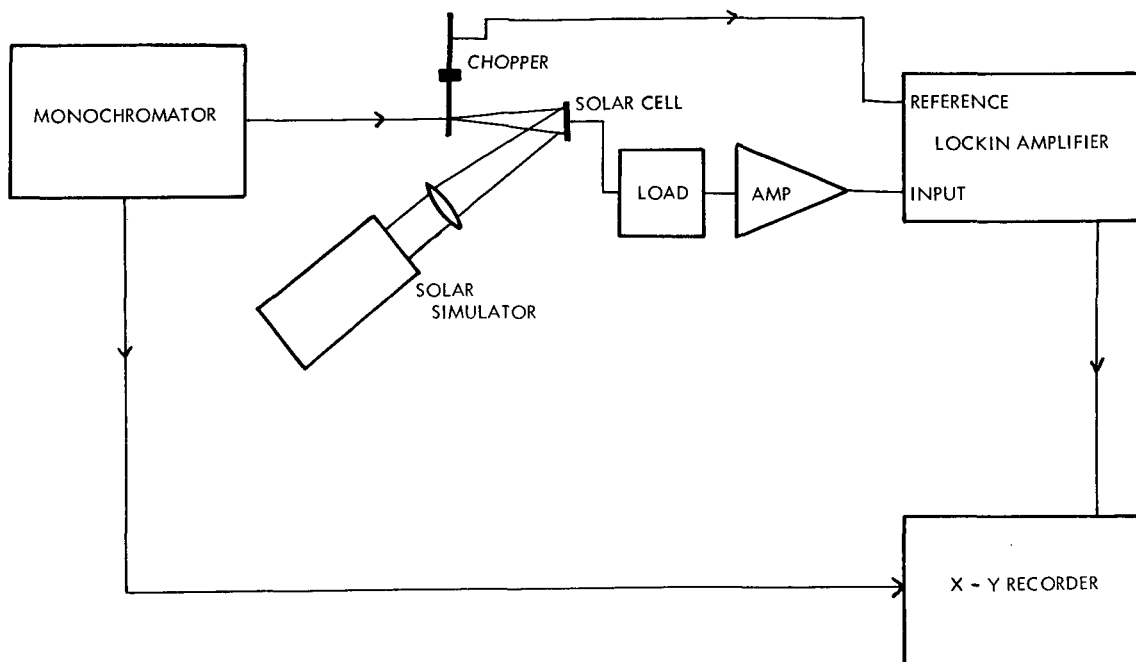 CHOPPER
MONOCHROMATOR
SOLAR CELL
REFERENCE
LOCKIN AMPLIFIER
LOAD
AMP
INPUT
SOLAR
SIMULATOR
X - Y RECORDER